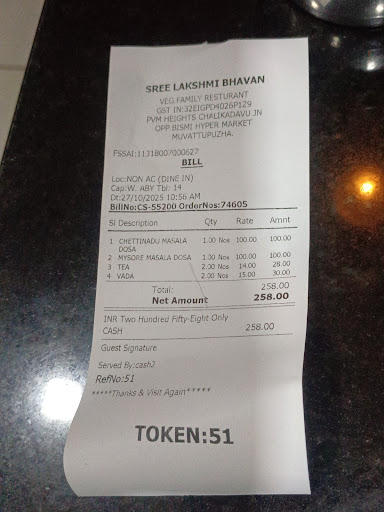 SREE LAKSHMI BHAVAN
VEG.FAMILY RESTURANT
GST IN:32EIGPD4026P1Z9
PVM HEIGHTS CHALIKADAVU JN
OPP.BISMI HYPER MARKET
MUVATTUPUZHA.
FSSAI:11318007000627
BILL
Loc:NON AC (DINE IN)
Cap:W. ABY Tbl: 14
Dt:27/10/2025 10:56 AM
BillNo:CS-55200 OrderNos:74605
Sl Description Qty Rate Amnt
1 CHETTINADU MASALA 1.00 Nos 100.00 100.00
DOSA
2 MYSORE MASALA DOSA 1.00 Nos 100.00 100.00
3 TEA 2.00 Nos 14.00 28.00
4 VADA 2.00 Nos 15.00 30.00
Total: 258.00
Net Amount 258.00
INR Two Hundred Fifty-Eight Only
CASH 258.00
Guest Signature
Served By:cash2
RefNo:51
*****Thanks & Visit Again*****
TOKEN:51